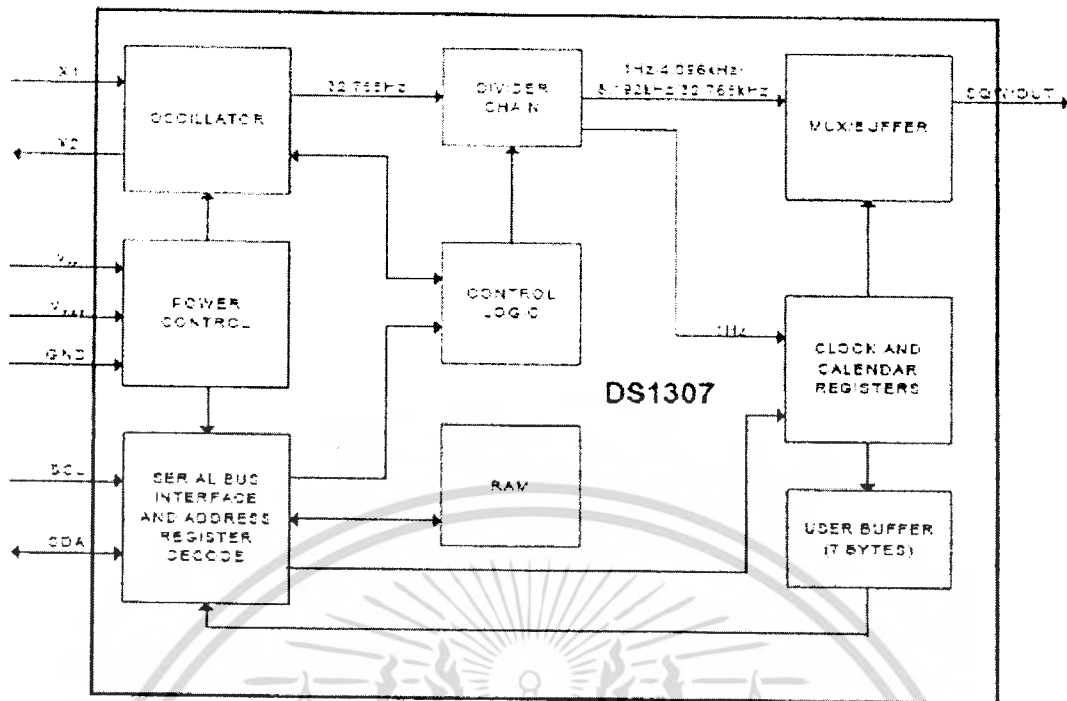 X1
32.768HZ
1Hz/4.096kHz/
8.192kHz/32.768kHz
SQW/OUT
OSCILLATOR
DIVIDER
CHAIN
MUX/BUFFER
X2
VCC
VBAT
GND
POWER
CONTROL
CONTROL
LOGIC
1Hz
CLOCK AND
CALENDAR
REGISTERS
DS1307
SCL
SDA
SERIAL BUS
INTERFACE
AND ADDRESS
REGISTER
DECODE
RAM
USER BUFFER
(7 BYTES)